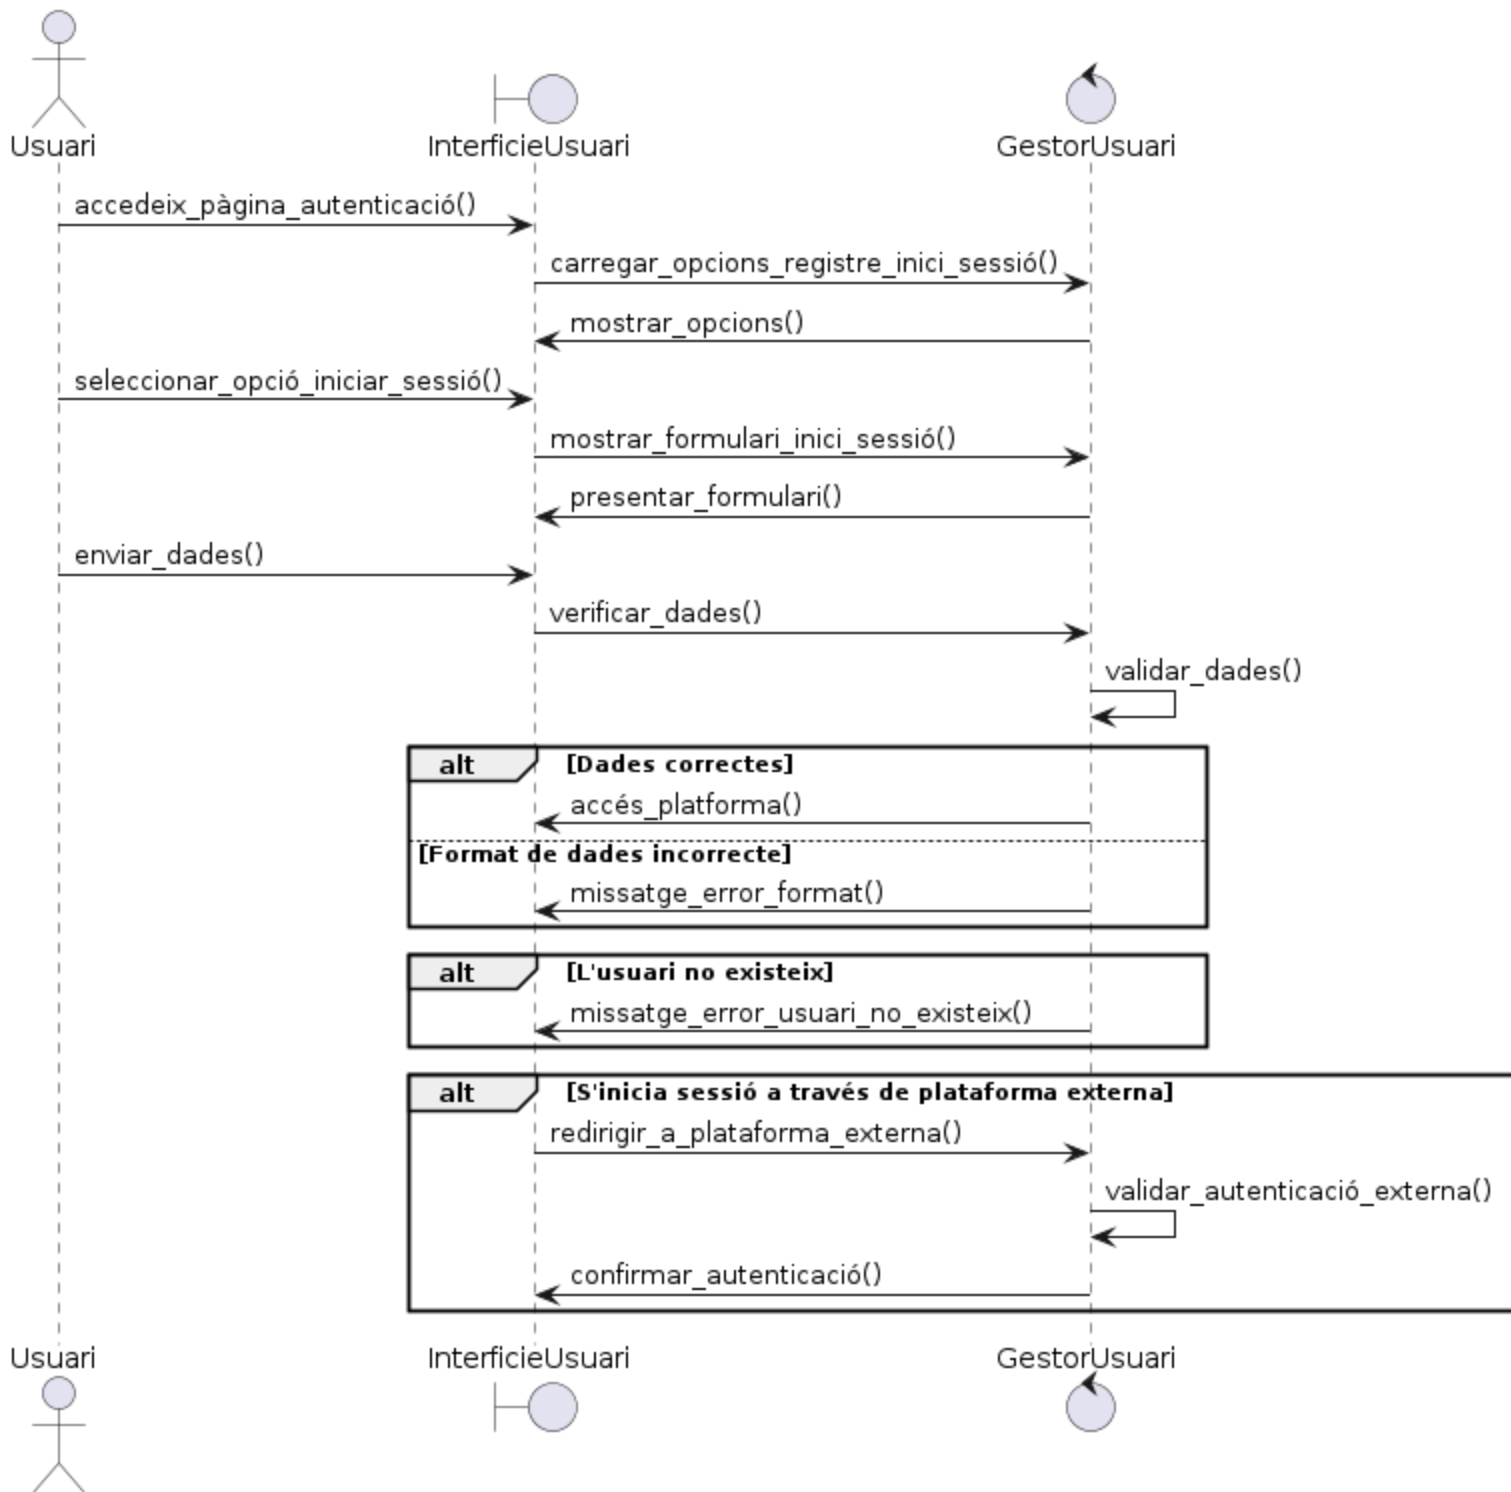 Usuari
InterficieUsuari
GestorUsuari
accedeix_pàgina_autenticació()
carregar_opcions_registre_inici_sessió()
mostrar_opcions()
seleccionar_opció_iniciar_sessió()
mostrar_formulari_inici_sessió()
presentar_formulari()
enviar_dades()
verificar_dades()
validar_dades()
alt [Dades correctes]
accés_platforma()
[Format de dades incorrecte]
missatge_error_format()
alt [L'usuari no existeix]
missatge_error_usuari_no_existeix()
alt [S'inicia sessió a través de plataforma externa]
redirigir_a_plataforma_externa()
validar_autenticació_externa()
confirmar_autenticació()
Usuari
InterficieUsuari
GestorUsuari